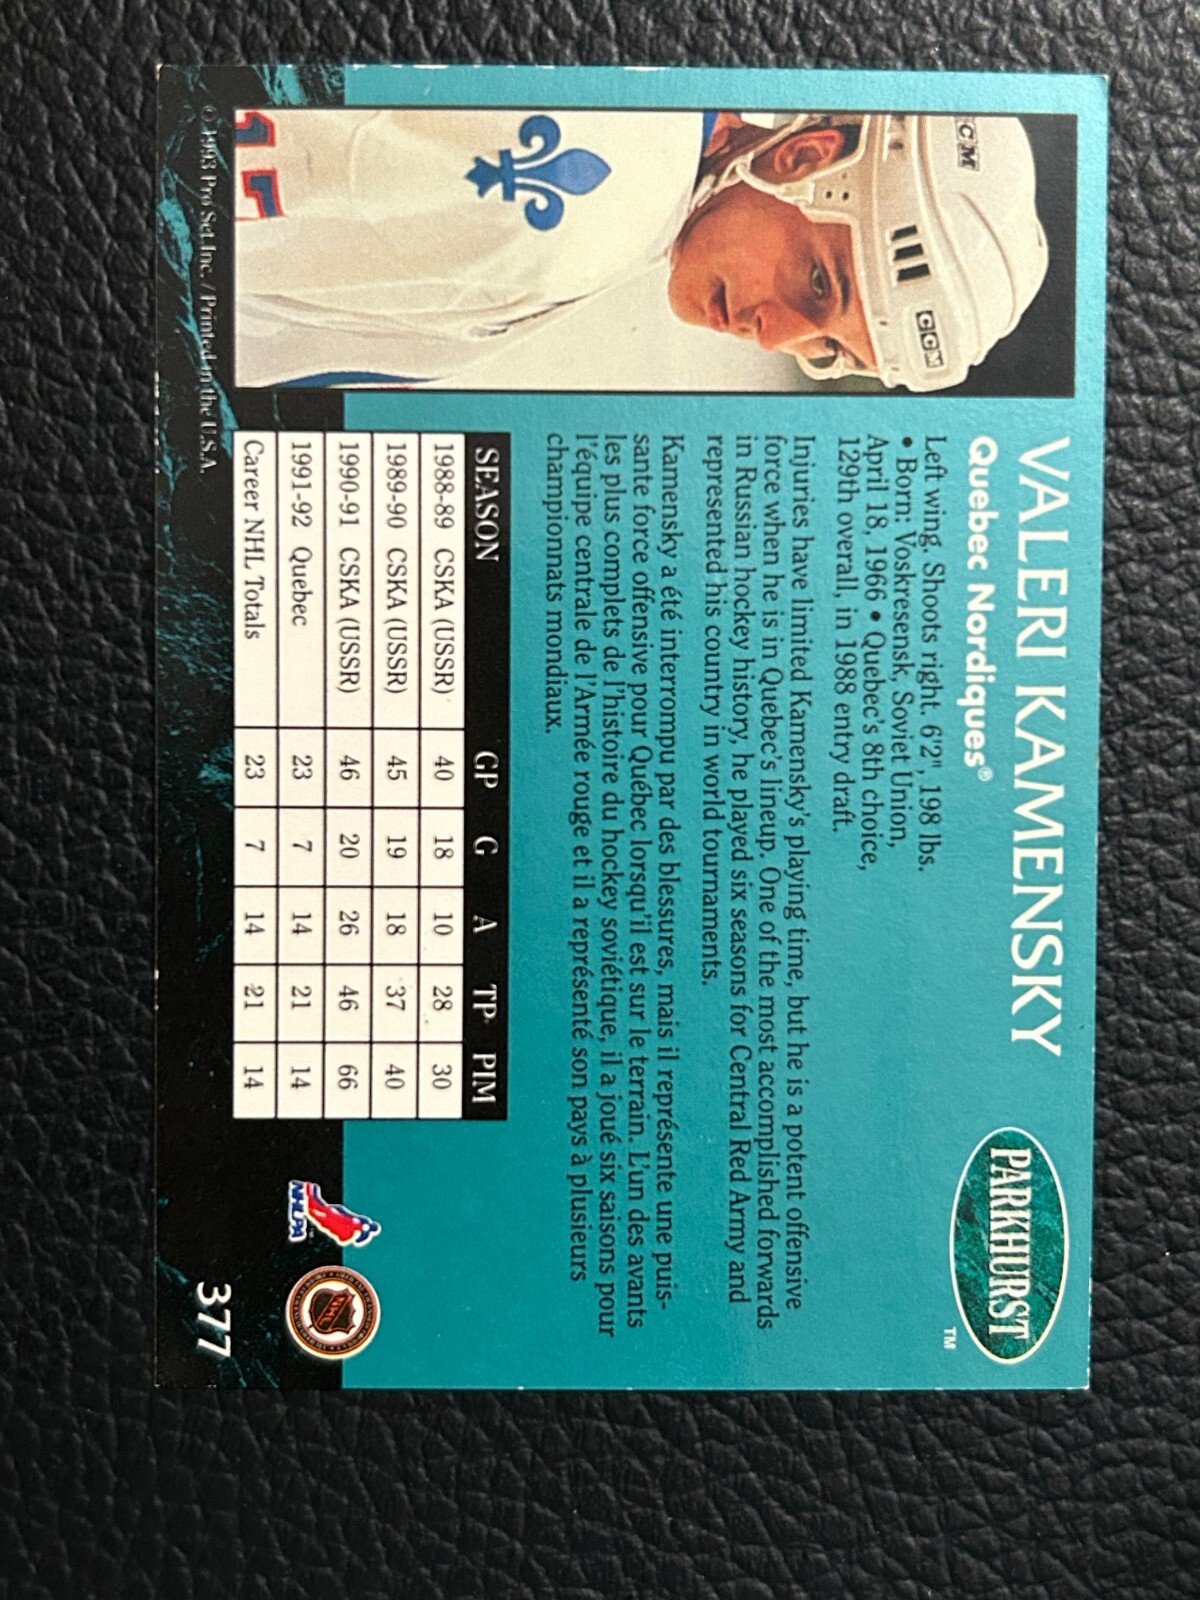 VALERI KAMENSKY
Quebec Nordiques®
PARKHURST
TM
Left wing. Shoots right. 6'2", 198 lbs.
• Born: Voskresensk, Soviet Union,
April 18, 1966 • Quebec's 8th choice,
129th overall, in 1988 entry draft.
Injuries have limited Kamensky's playing time, but he is a potent offensive
force when he is in Quebec's lineup. One of the most accomplished forwards
in Russian hockey history, he played six seasons for Central Red Army and
represented his country in world tournaments.
Kamensky a été interrompu par des blessures, mais il représente une puis-
sante force offensive pour Québec lorsqu'il est sur le terrain. L'un des avants
les plus complets de l'histoire du hockey soviétique, il a joué six saisons pour
l'équipe centrale de l'Armée rouge et il a représenté son pays à plusieurs
championnats mondiaux.
SEASON GP G A TP PIM
1988-89 CSKA (USSR) 40 18 10 28 30
1989-90 CSKA (USSR) 45 19 18 37 40
1990-91 CSKA (USSR) 46 20 26 46 66
1991-92 Quebec 23 7 14 21 14
Career NHL Totals 23 7 14 21 14
CCM
CCM
17
NHLPA
NHL
© 1993 Pro Set Inc. / Printed in the U.S.A.
377